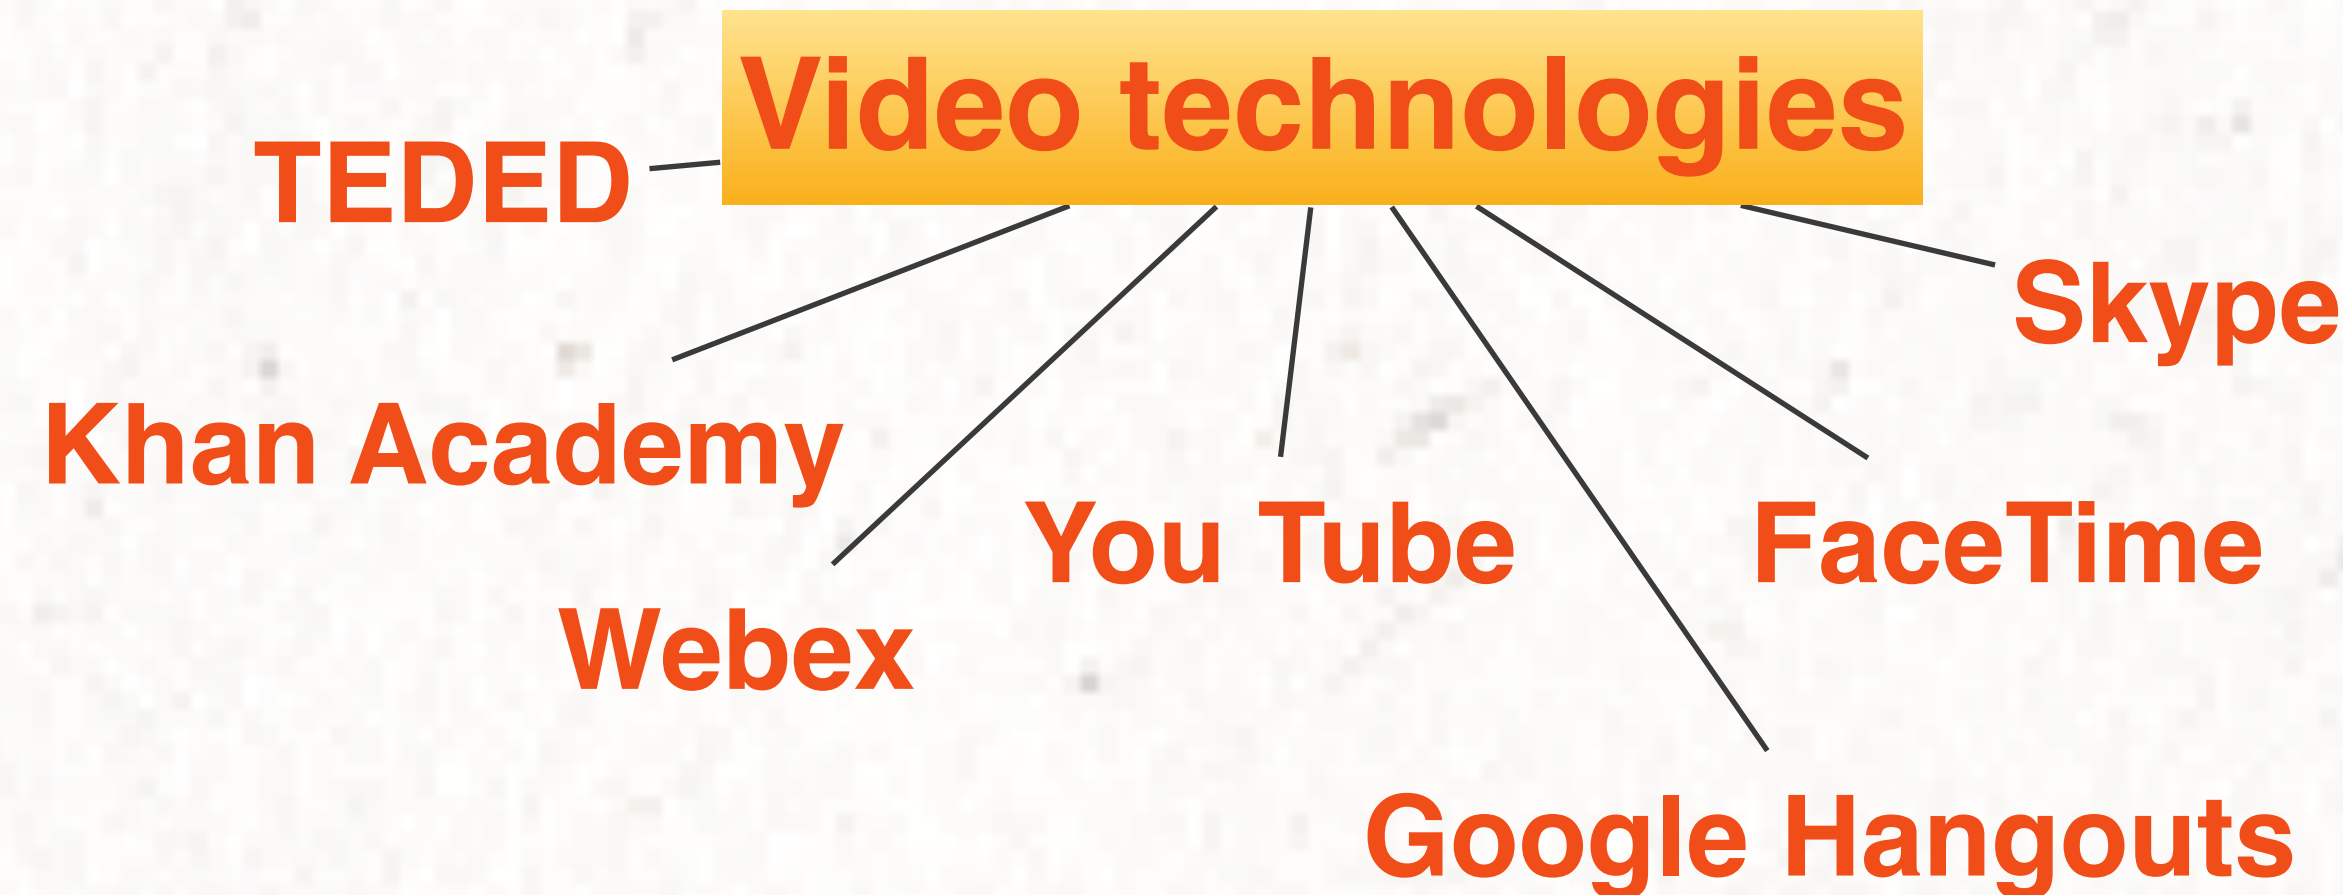 Video technologies
TEDED
Skype
Khan Academy
You Tube
FaceTime
Webex
Google Hangouts